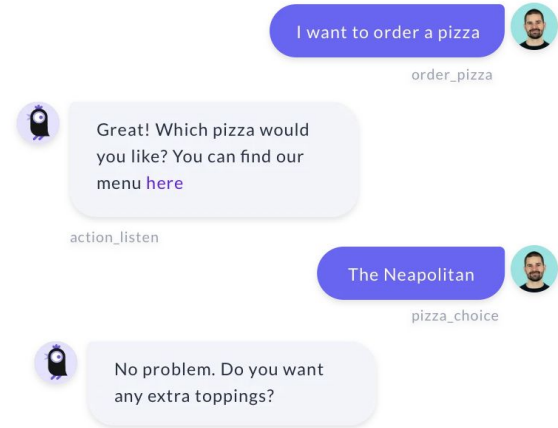 I want to order a pizza
order_pizza
Great! Which pizza would
you like? You can find our
menu here
action_listen
The Neapolitan
pizza_choice
No problem. Do you want
any extra toppings?